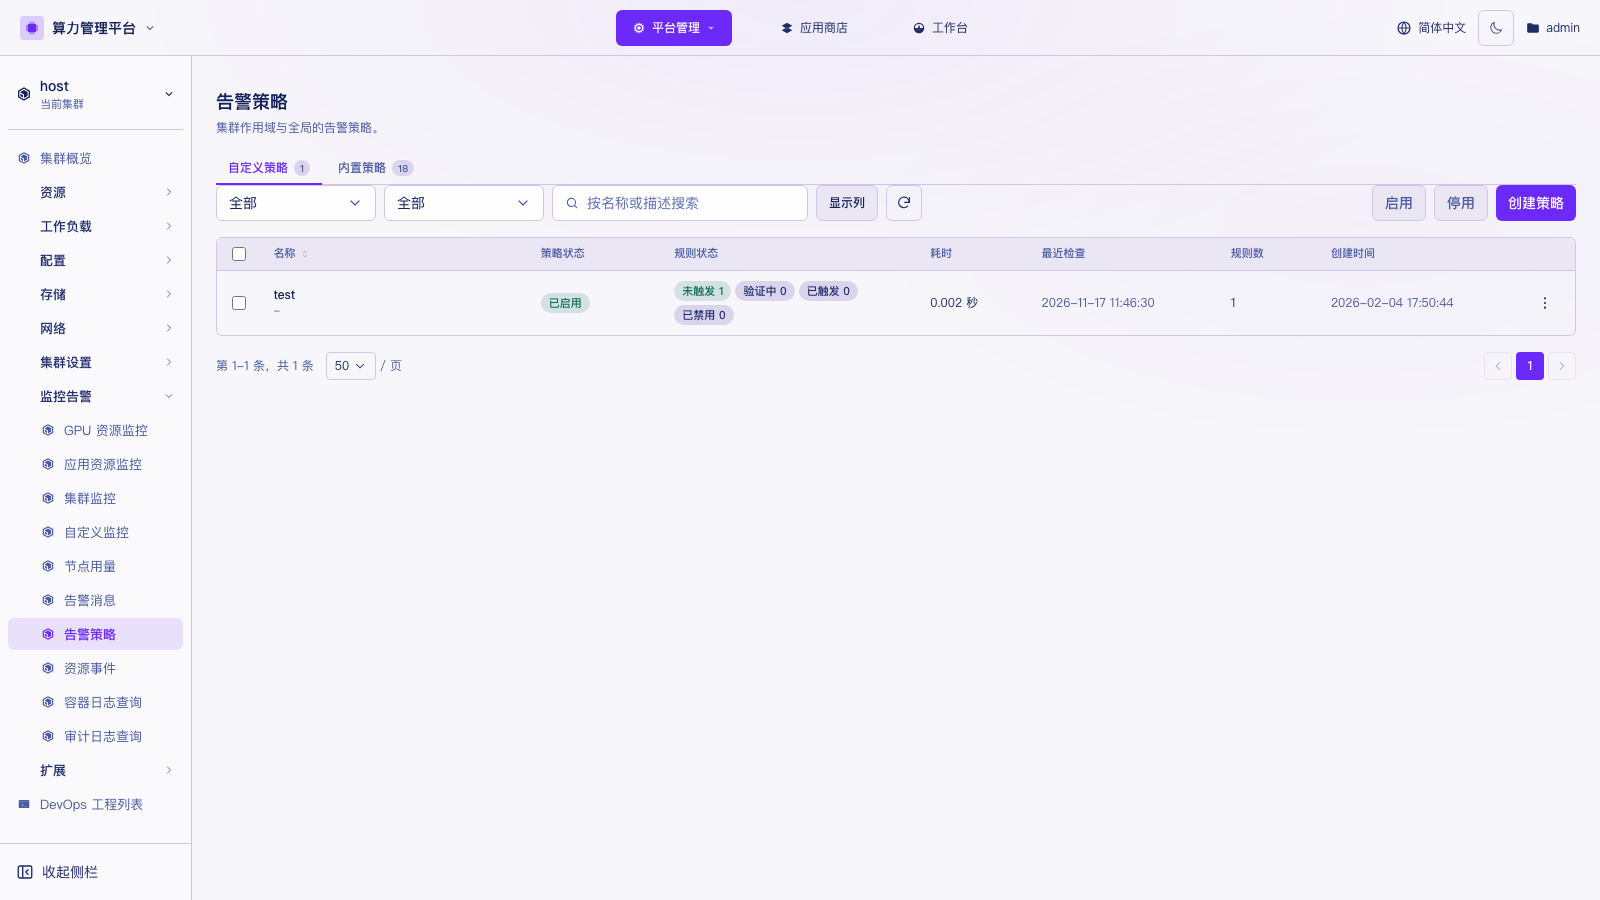 算力管理平台
平台管理
应用商店
工作台
简体中文
admin
host
当前集群
集群概览
资源
工作负载
配置
存储
网络
集群设置
监控告警
GPU 资源监控
应用资源监控
集群监控
自定义监控
节点用量
告警消息
告警策略
资源事件
容器日志查询
审计日志查询
扩展
DevOps 工程列表
收起侧栏
告警策略
集群作用域与全局的告警策略。
自定义策略 1 内置策略 18
全部 全部 按名称或描述搜索 显示列 启用 停用 创建策略
名称 策略状态 规则状态 耗时 最近检查 规则数 创建时间
test
–
已启用
未触发 1 验证中 0 已触发 0
已禁用 0
0.002 秒
2026-11-17 11:46:30
1
2026-02-04 17:50:44
第 1-1 条，共 1 条 50 / 页
1